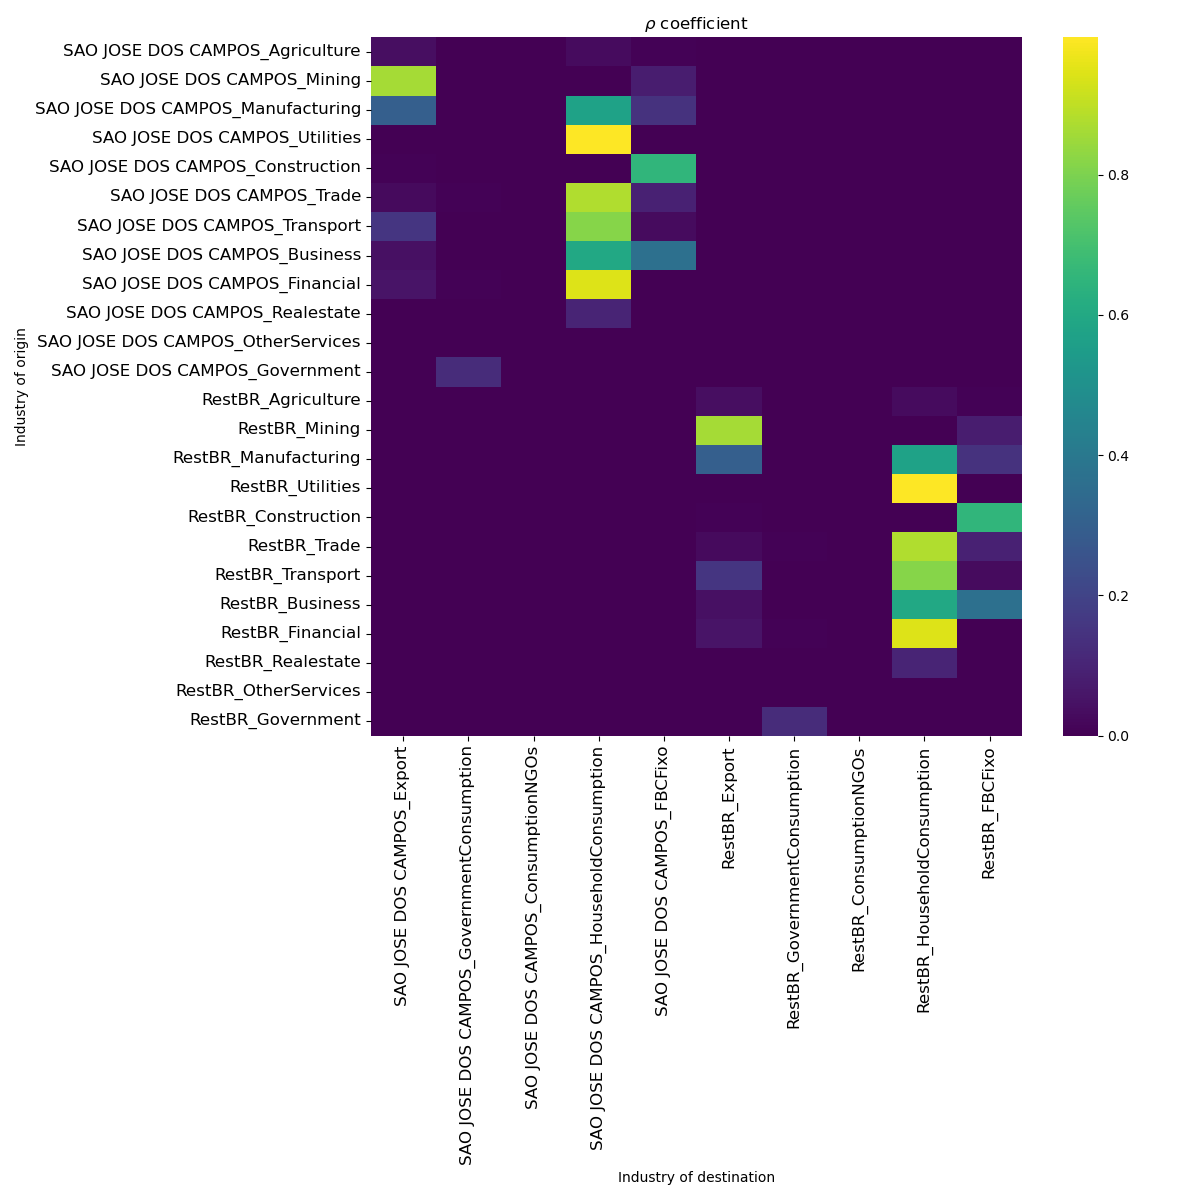 ρ coefficient
SAO JOSE DOS CAMPOS_Agriculture
SAO JOSE DOS CAMPOS_Mining
SAO JOSE DOS CAMPOS_Manufacturing
SAO JOSE DOS CAMPOS_Utilities
SAO JOSE DOS CAMPOS_Construction
SAO JOSE DOS CAMPOS_Trade
SAO JOSE DOS CAMPOS_Transport
SAO JOSE DOS CAMPOS_Business
SAO JOSE DOS CAMPOS_Financial
SAO JOSE DOS CAMPOS_Realestate
SAO JOSE DOS CAMPOS_OtherServices
SAO JOSE DOS CAMPOS_Government
RestBR_Agriculture
RestBR_Mining
RestBR_Manufacturing
RestBR_Utilities
RestBR_Construction
RestBR_Trade
RestBR_Transport
RestBR_Business
RestBR_Financial
RestBR_Realestate
RestBR_OtherServices
RestBR_Government
Industry of origin
SAO JOSE DOS CAMPOS_Export
SAO JOSE DOS CAMPOS_GovernmentConsumption
SAO JOSE DOS CAMPOS_ConsumptionNGOs
SAO JOSE DOS CAMPOS_HouseholdConsumption
SAO JOSE DOS CAMPOS_FBCFixo
RestBR_Export
RestBR_GovernmentConsumption
RestBR_ConsumptionNGOs
RestBR_HouseholdConsumption
RestBR_FBCFixo
Industry of destination
0.8
0.6
0.4
0.2
0.0